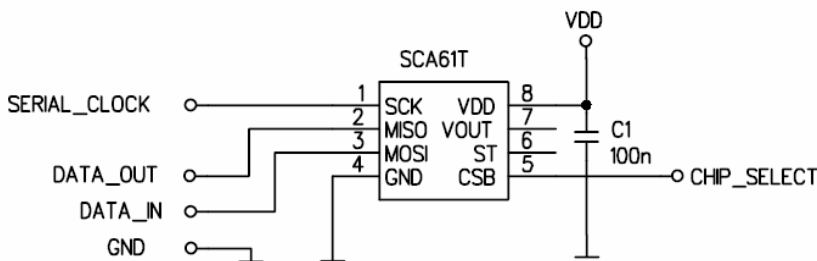 VDD
SCA61T
SERIAL_CLOCK 1 SCK VDD 8
2 MISO VOUT 7 C1
3 MOSI ST 6 100n
DATA_OUT 4 GND CSB 5 CHIP_SELECT
DATA_IN
GND